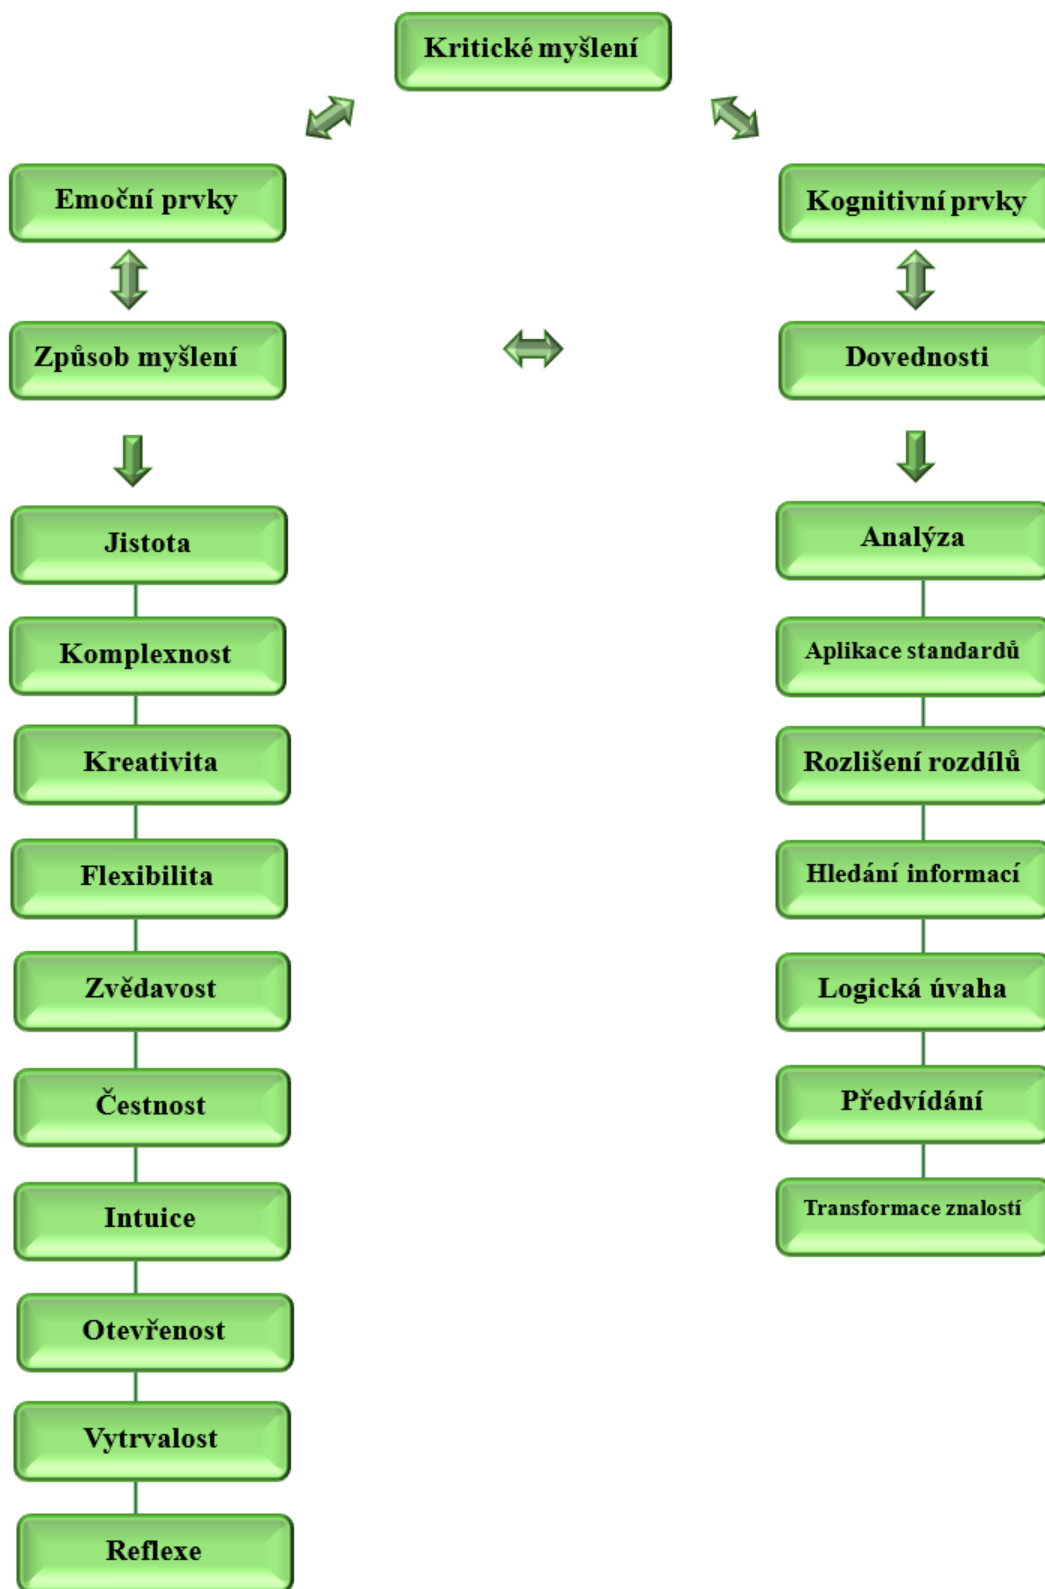 Kritické myšlení
Emoční prvky
Kognitivní prvky
Způsob myšlení
Dovednosti
Jistota
Komplexnost
Kreativita
Flexibilita
Zvědavost
Čestnost
Intuice
Otevřenost
Vytrvalost
Reflexe
Analýza
Aplikace standardů
Rozlišení rozdílů
Hledání informací
Logická úvaha
Předvídání
Transformace znalostí